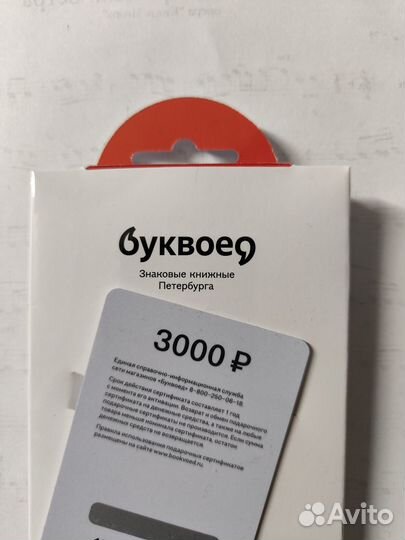 буквоед
Знаковые книжные
Петербурга
3000 ₽
Единая справочно-информационная служба
сети магазинов «Буквоед» 8-800-250-06-18.
Срок действия сертификата составляет 1 год
с момента его активации. Возврат и обмен подарочного
сертификата на денежные средства, а также на любые
подарочные сертификаты не производится. Если сумма
товара меньше номинала сертификата, остаток
денежных средств не возвращается.
Правила использования подарочных сертификатов
размещены на сайте www.bookvoed.ru.
Avito